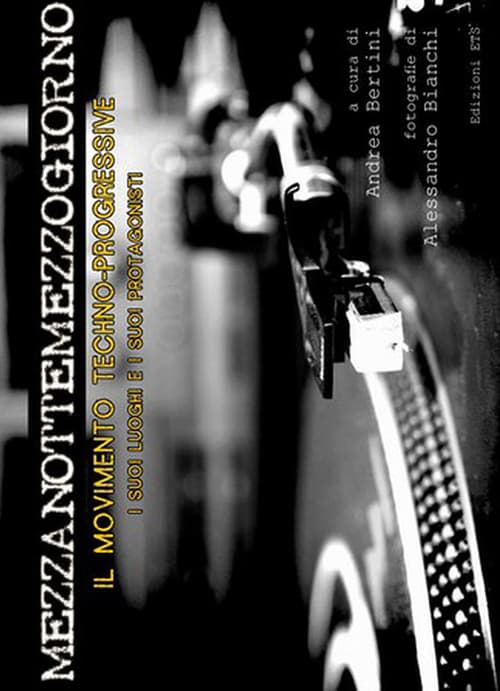 MEZZANOTTEMEZZOGIORNO
IL MOVIMENTO TECHNO-PROGRESSIVE
I SUOI LUOGHI E I SUOI PROTAGONISTI
a cura di
Andrea Bertini
fotografie di
Alessandro Bianchi
Edizioni ETS